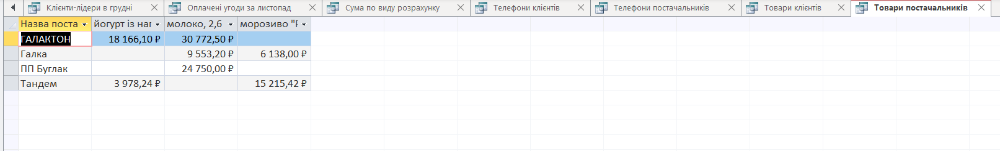 Клієнти-лідери в грудні Оплачені угоди за листопад Сума по виду розрахунку Телефони клієнтів Телефони постачальників Товари клієнтів Товари постачальників
Назва поста йогурт із наг молоко, 2,6 морозиво "Р
ГАЛАКТОН 18 166,10 ₽ 30 772,50 ₽
Галка 9 553,20 ₽ 6 138,00 ₽
ПП Буглак 24 750,00 ₽
Тандем 3 978,24 ₽ 15 215,42 ₽